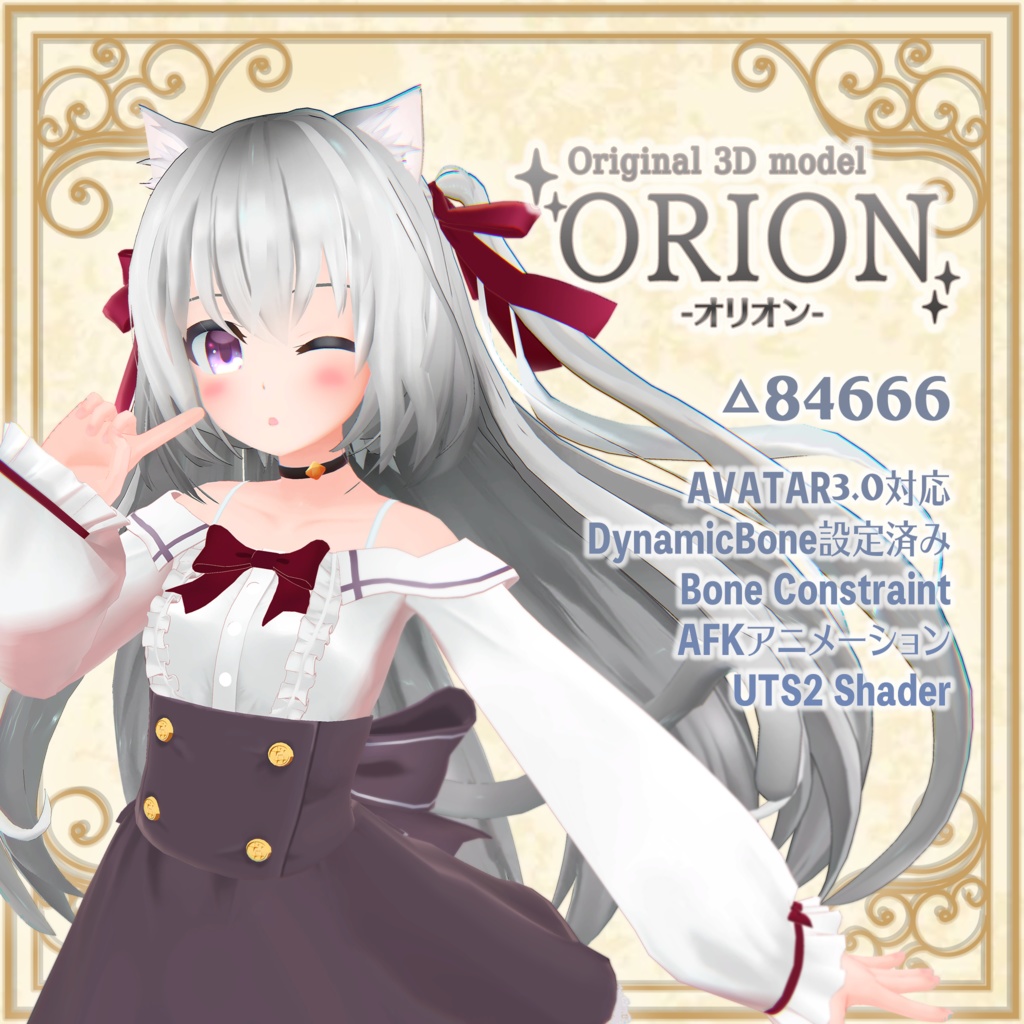 Original 3D model
ORION
-オリオン-
△84666
AVATAR3.0対応
DynamicBone設定済み
Bone Constraint
AFKアニメーション
UTS2 Shader